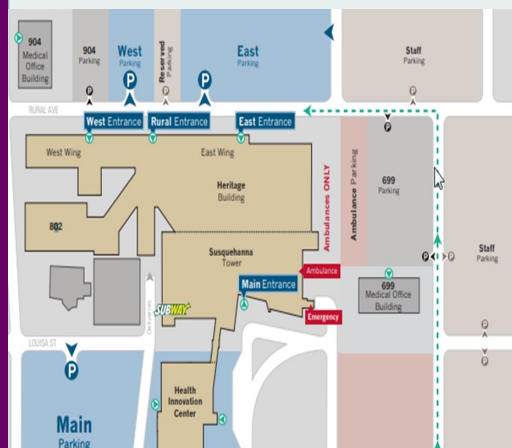 904
Medical
Office
Building
904
Parking
West
Parking
Reserved
Parking
East
Parking
Staff
Parking
P
P
P
P
P
RURAL AVE
West Entrance
Rural Entrance
East Entrance
P
West Wing
East Wing
Heritage
Building
Ambulances ONLY
Ambulance Parking
699
Parking
802
Susquehanna
Tower
P
P
Staff
Parking
Ambulance
Main Entrance
699
Medical Office
Building
Deliveries
SUBWAY
Emergency
LOUISA ST
P
P
P
Health
Innovation
Center
Main
Parking